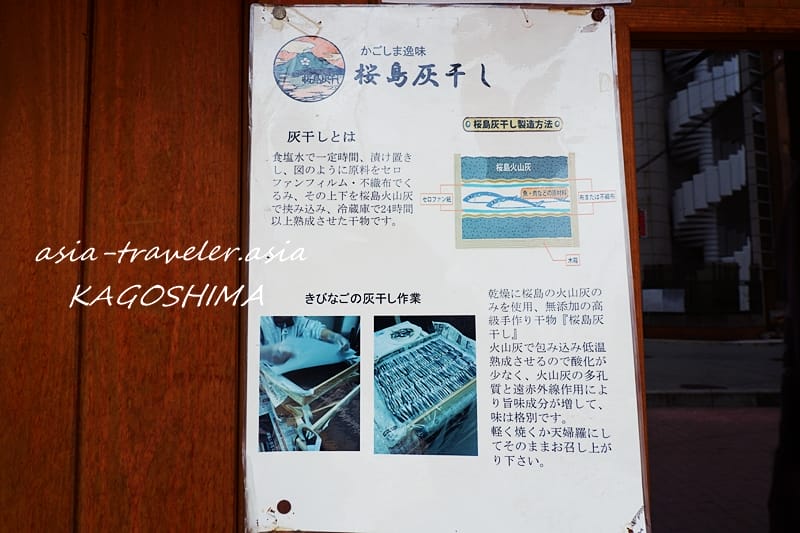 かごしま逸味
桜島灰干し
灰干しとは
食塩水で一定時間、漬け置き
し、図のように原料をセロ
ファンフィルム・不織布でく
るみ、その上下を桜島火山灰
で挟み込み、冷蔵庫で24時間
以上熟成させた干物です。
桜島灰干し製造方法
桜島火山灰
魚・肉などの原材料
セロファン紙
布または不織布
木箱
asia-traveler.asia
KAGOSHIMA
きびなごの灰干し作業
乾燥に桜島の火山灰の
みを使用、無添加の高
級手作り干物『桜島灰
干し』
火山灰で包み込み低温
熟成させるので酸化が
少なく、火山灰の多孔
質と遠赤外線作用によ
り旨味成分が増して、
味は格別です。
軽く焼くか天婦羅にし
てそのままお召し上が
り下さい。